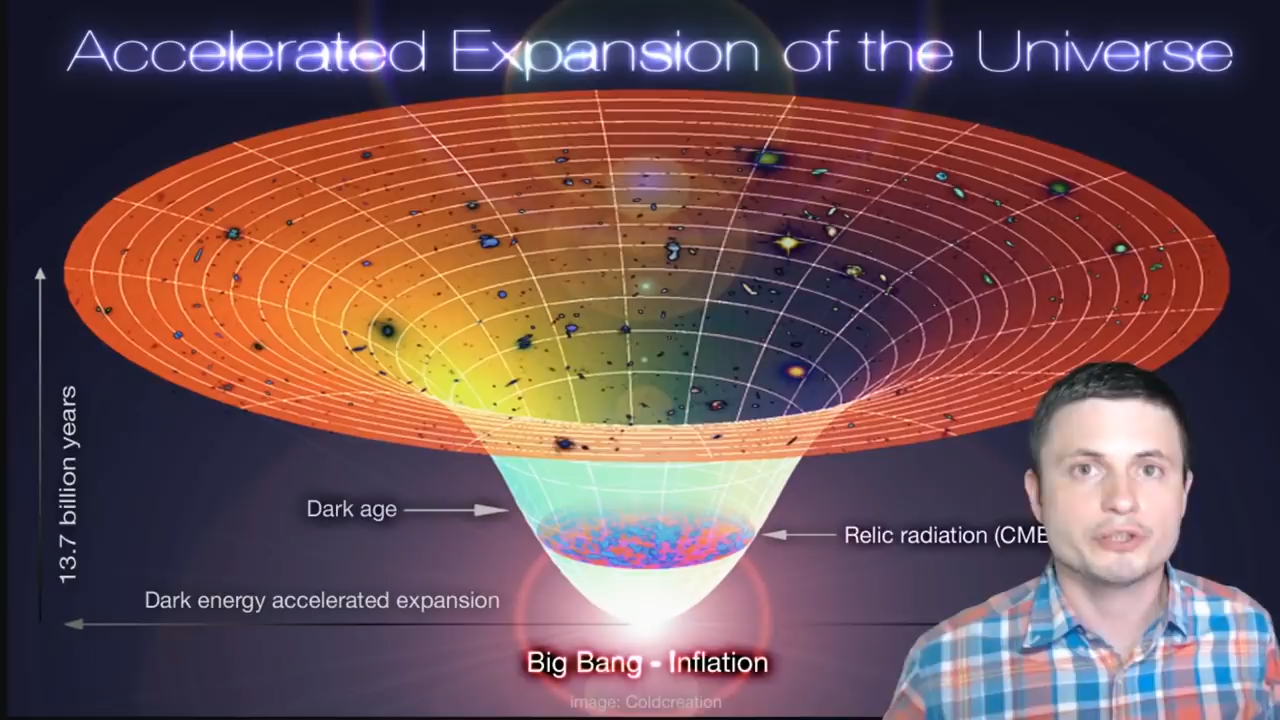 Accelerated Expansion of the Universe
13.7 billion years
Dark age
Relic radiation (CME
Dark energy accelerated expansion
Big Bang - Inflation
image: Coldcreation